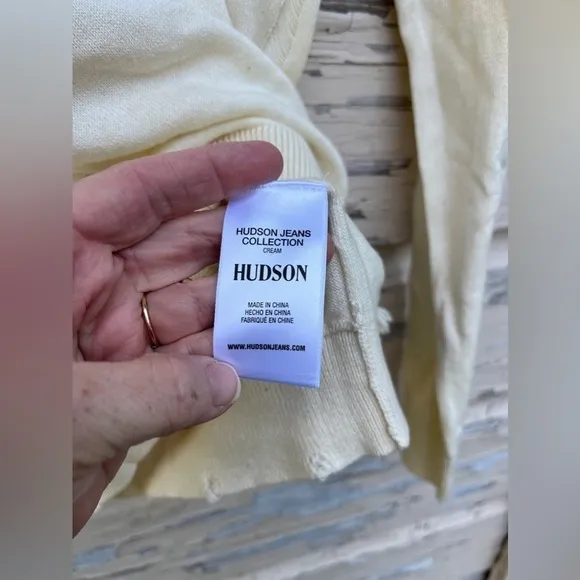 HUDSON JEANS
COLLECTION
CREAM
HUDSON
MADE IN CHINA
HECHO EN CHINA
FABRIQUÉ EN CHINE
WWW.HUDSONJEANS.COM